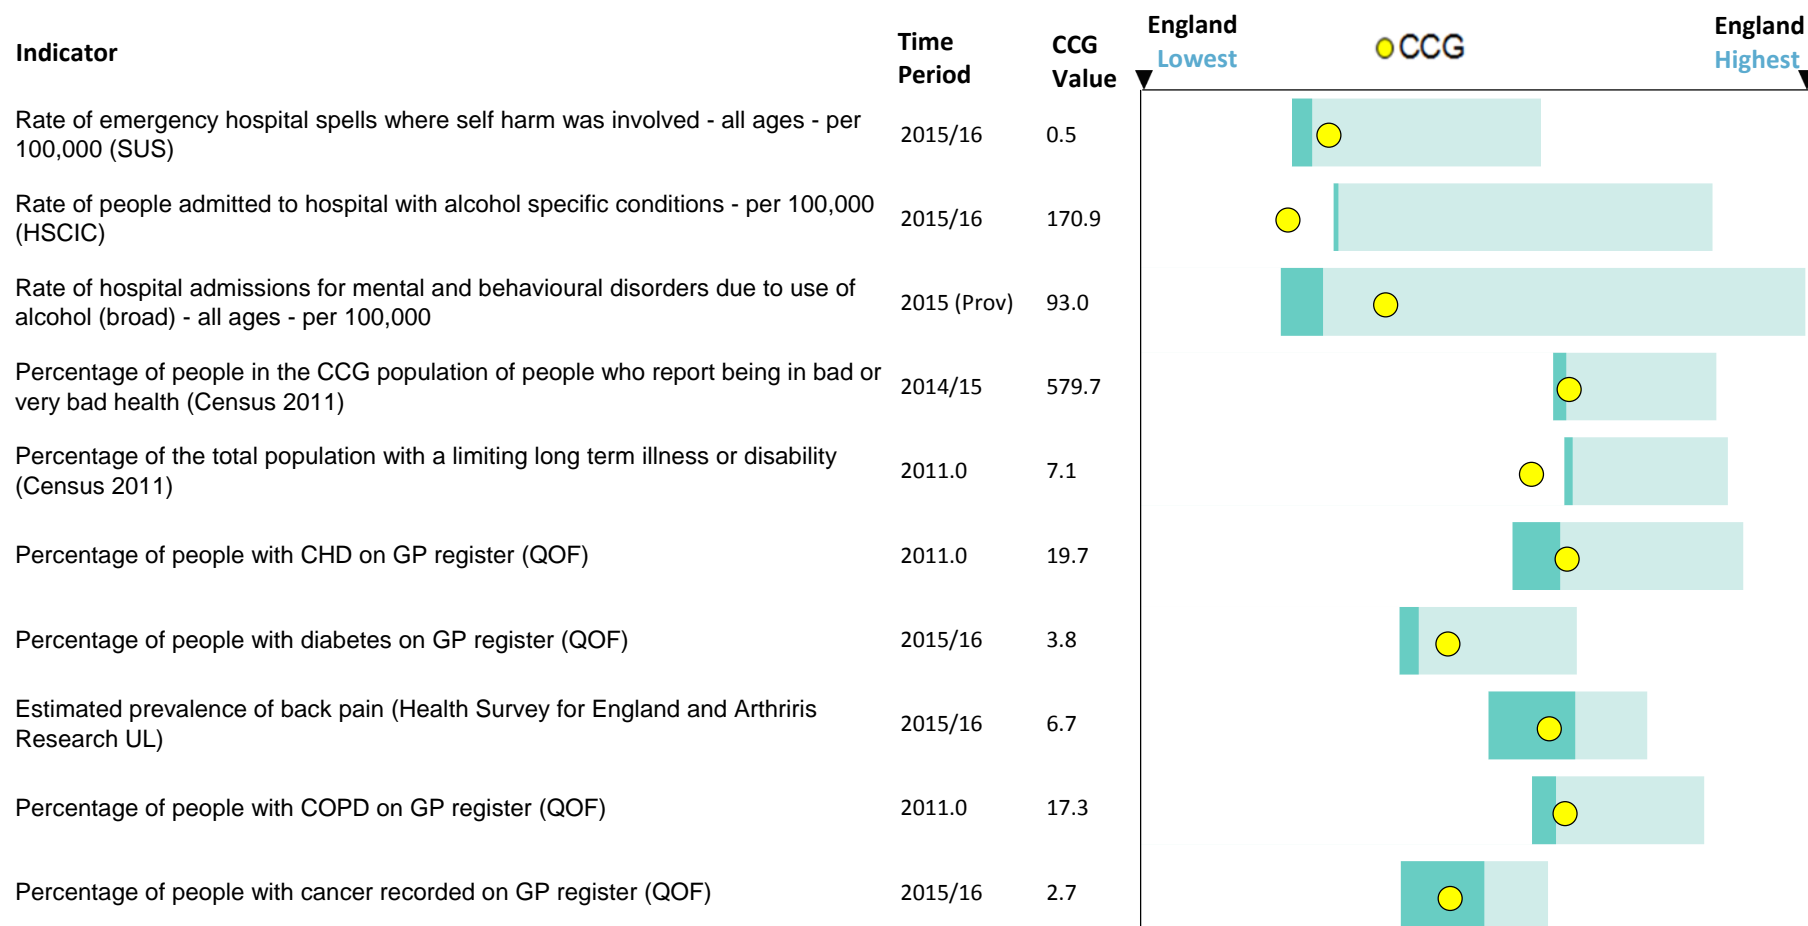 Indicator
Time
Period
CCG
Value
England
Lowest
CCG
England
Highest
Rate of emergency hospital spells where self harm was involved - all ages - per
100,000 (SUS)
2015/16
0.5
Rate of people admitted to hospital with alcohol specific conditions - per 100,000
(HSCIC)
2015/16
170.9
Rate of hospital admissions for mental and behavioural disorders due to use of
alcohol (broad) - all ages - per 100,000
2015 (Prov)
93.0
Percentage of people in the CCG population of people who report being in bad or
very bad health (Census 2011)
2014/15
579.7
Percentage of the total population with a limiting long term illness or disability
(Census 2011)
2011.0
7.1
Percentage of people with CHD on GP register (QOF)
2011.0
19.7
Percentage of people with diabetes on GP register (QOF)
2015/16
3.8
Estimated prevalence of back pain (Health Survey for England and Arthriris
Research UL)
2015/16
6.7
Percentage of people with COPD on GP register (QOF)
2011.0
17.3
Percentage of people with cancer recorded on GP register (QOF)
2015/16
2.7